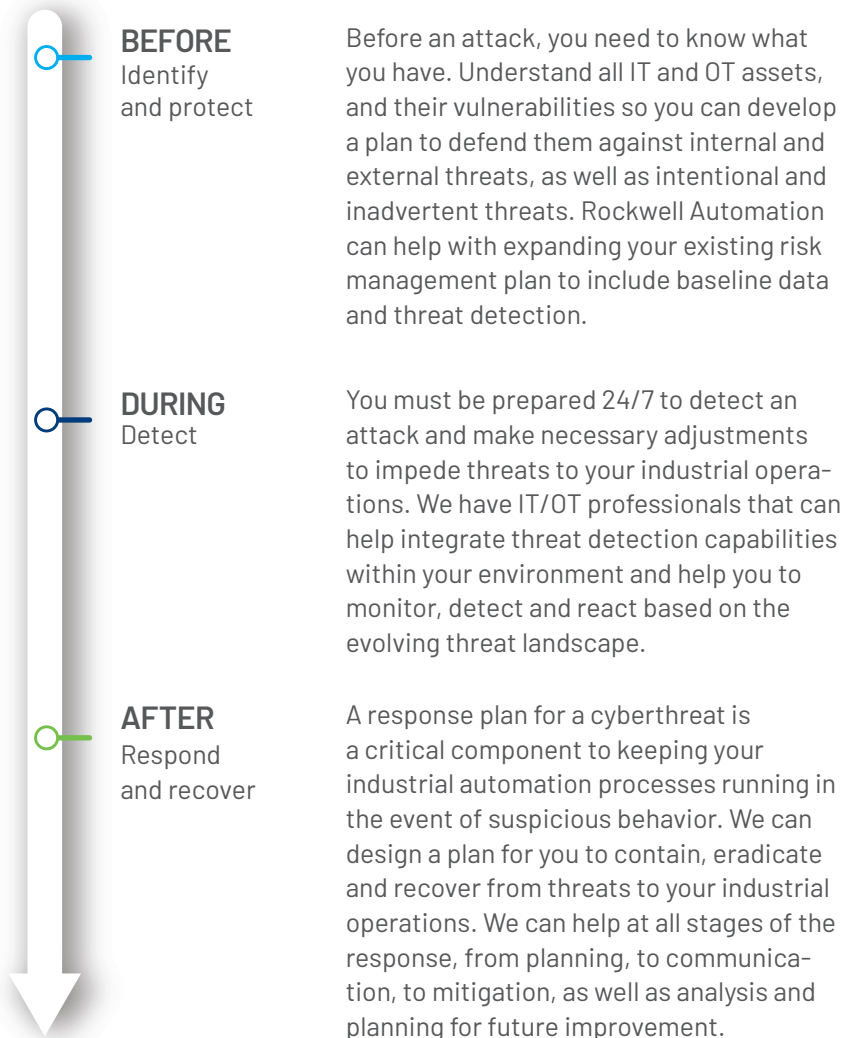 BEFORE
Identify
and protect
Before an attack, you need to know what
you have. Understand all IT and OT assets,
and their vulnerabilities so you can develop
a plan to defend them against internal and
external threats, as well as intentional and
inadvertent threats. Rockwell Automation
can help with expanding your existing risk
management plan to include baseline data
and threat detection.
DURING
Detect
You must be prepared 24/7 to detect an
attack and make necessary adjustments
to impede threats to your industrial opera-
tions. We have IT/OT professionals that can
help integrate threat detection capabilities
within your environment and help you to
monitor, detect and react based on the
evolving threat landscape.
AFTER
Respond
and recover
A response plan for a cyberthreat is
a critical component to keeping your
industrial automation processes running in
the event of suspicious behavior. We can
design a plan for you to contain, eradicate
and recover from threats to your industrial
operations. We can help at all stages of the
response, from planning, to communica-
tion, to mitigation, as well as analysis and
planning for future improvement.